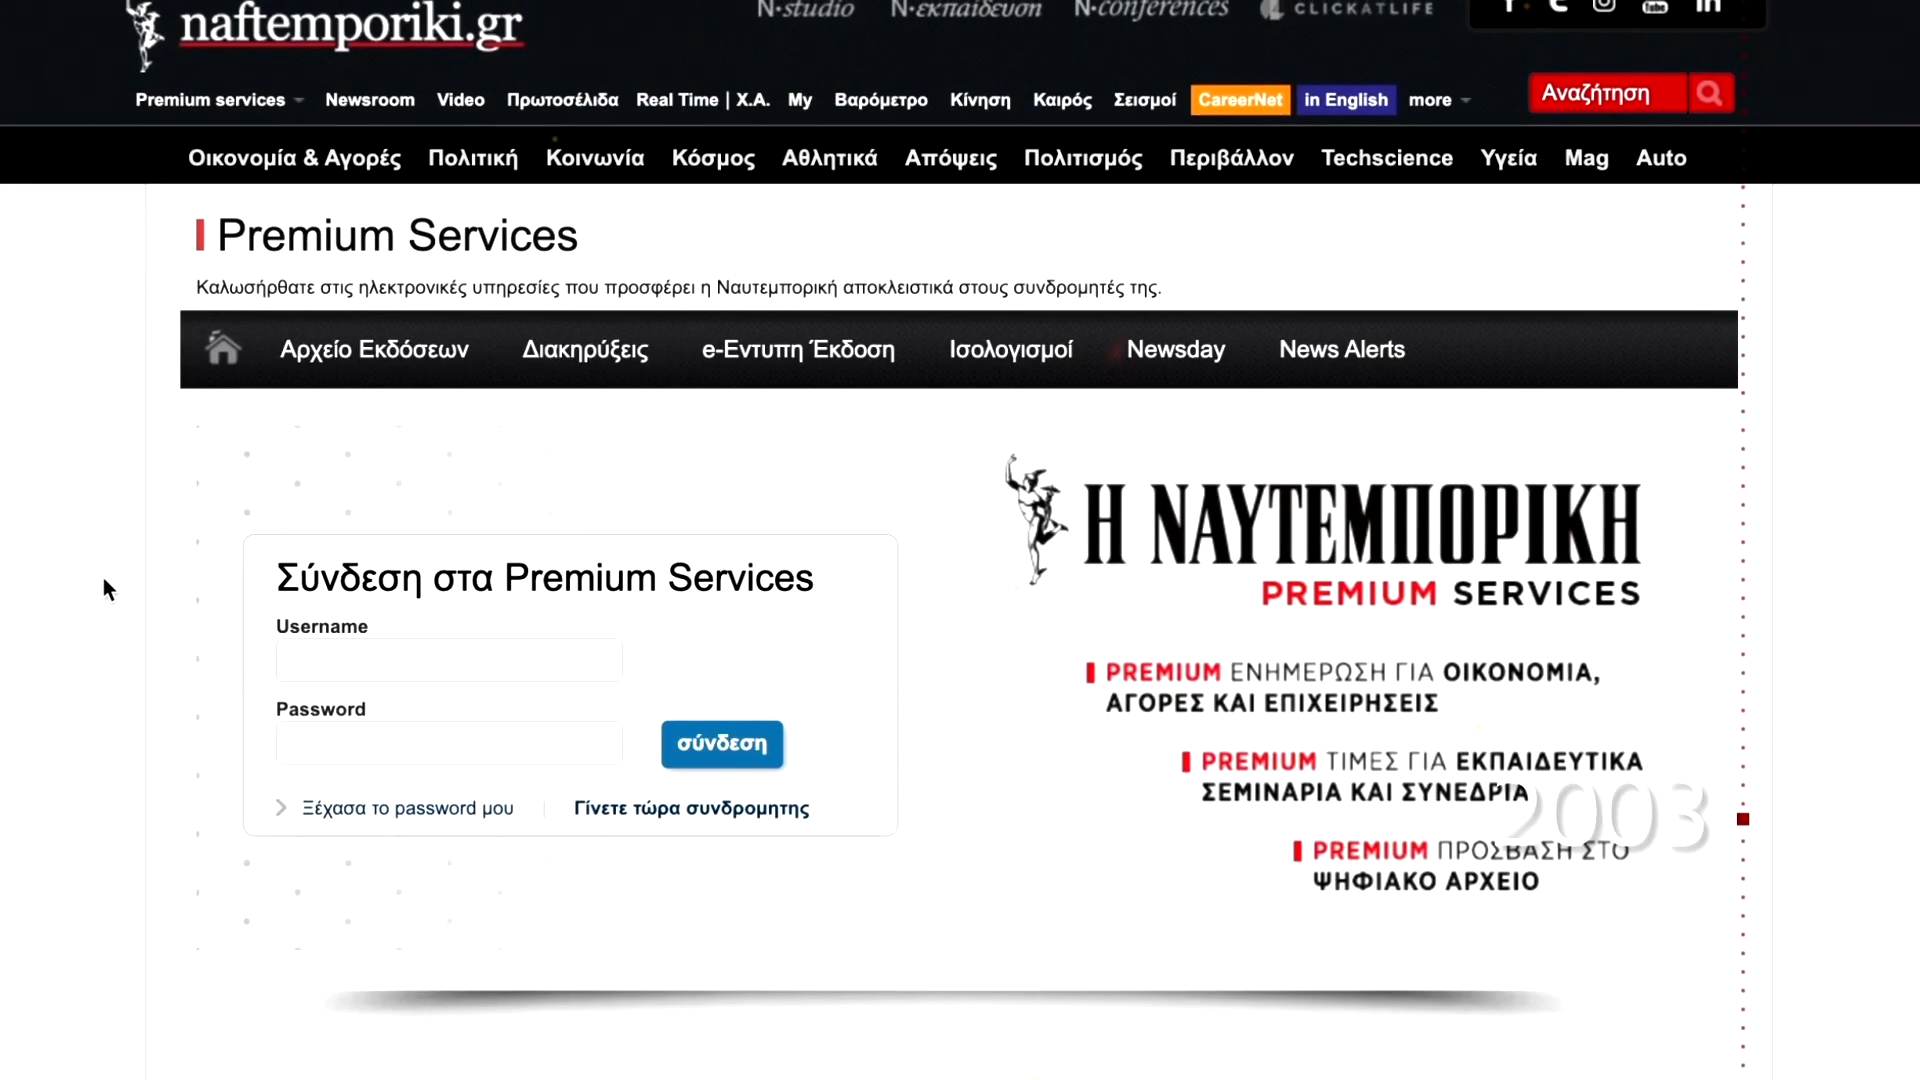 naftemporiki.gr
N·studio N·εκπαίδευση N·conferences CLICKATLIFE
Premium services Newsroom Video Πρωτοσέλιδα Real Time | X.A. My Βαρόμετρο Κίνηση Καιρός Σεισμοί CareerNet in English more
Αναζήτηση
Οικονομία & Αγορές Πολιτική Κοινωνία Κόσμος Αθλητικά Απόψεις Πολιτισμός Περιβάλλον Techscience Υγεία Mag Auto
Premium Services
Καλωσήρθατε στις ηλεκτρονικές υπηρεσίες που προσφέρει η Ναυτεμπορική αποκλειστικά στους συνδρομητές της.
Αρχείο Εκδόσεων Διακηρύξεις e-Εντυπη Έκδοση Ισολογισμοί Newsday News Alerts
Σύνδεση στα Premium Services
Username
Password
σύνδεση
Ξέχασα το password μου
Γίνετε τώρα συνδρομητης
Η ΝΑΥΤΕΜΠΟΡΙΚΗ
PREMIUM SERVICES
PREMIUM ΕΝΗΜΕΡΩΣΗ ΓΙΑ ΟΙΚΟΝΟΜΙΑ,
ΑΓΟΡΕΣ ΚΑΙ ΕΠΙΧΕΙΡΗΣΕΙΣ
PREMIUM ΤΙΜΕΣ ΓΙΑ ΕΚΠΑΙΔΕΥΤΙΚΑ
ΣΕΜΙΝΑΡΙΑ ΚΑΙ ΣΥΝΕΔΡΙΑ
2003
PREMIUM ΠΡΟΣΒΑΣΗ ΣΤΟ
ΨΗΦΙΑΚΟ ΑΡΧΕΙΟ